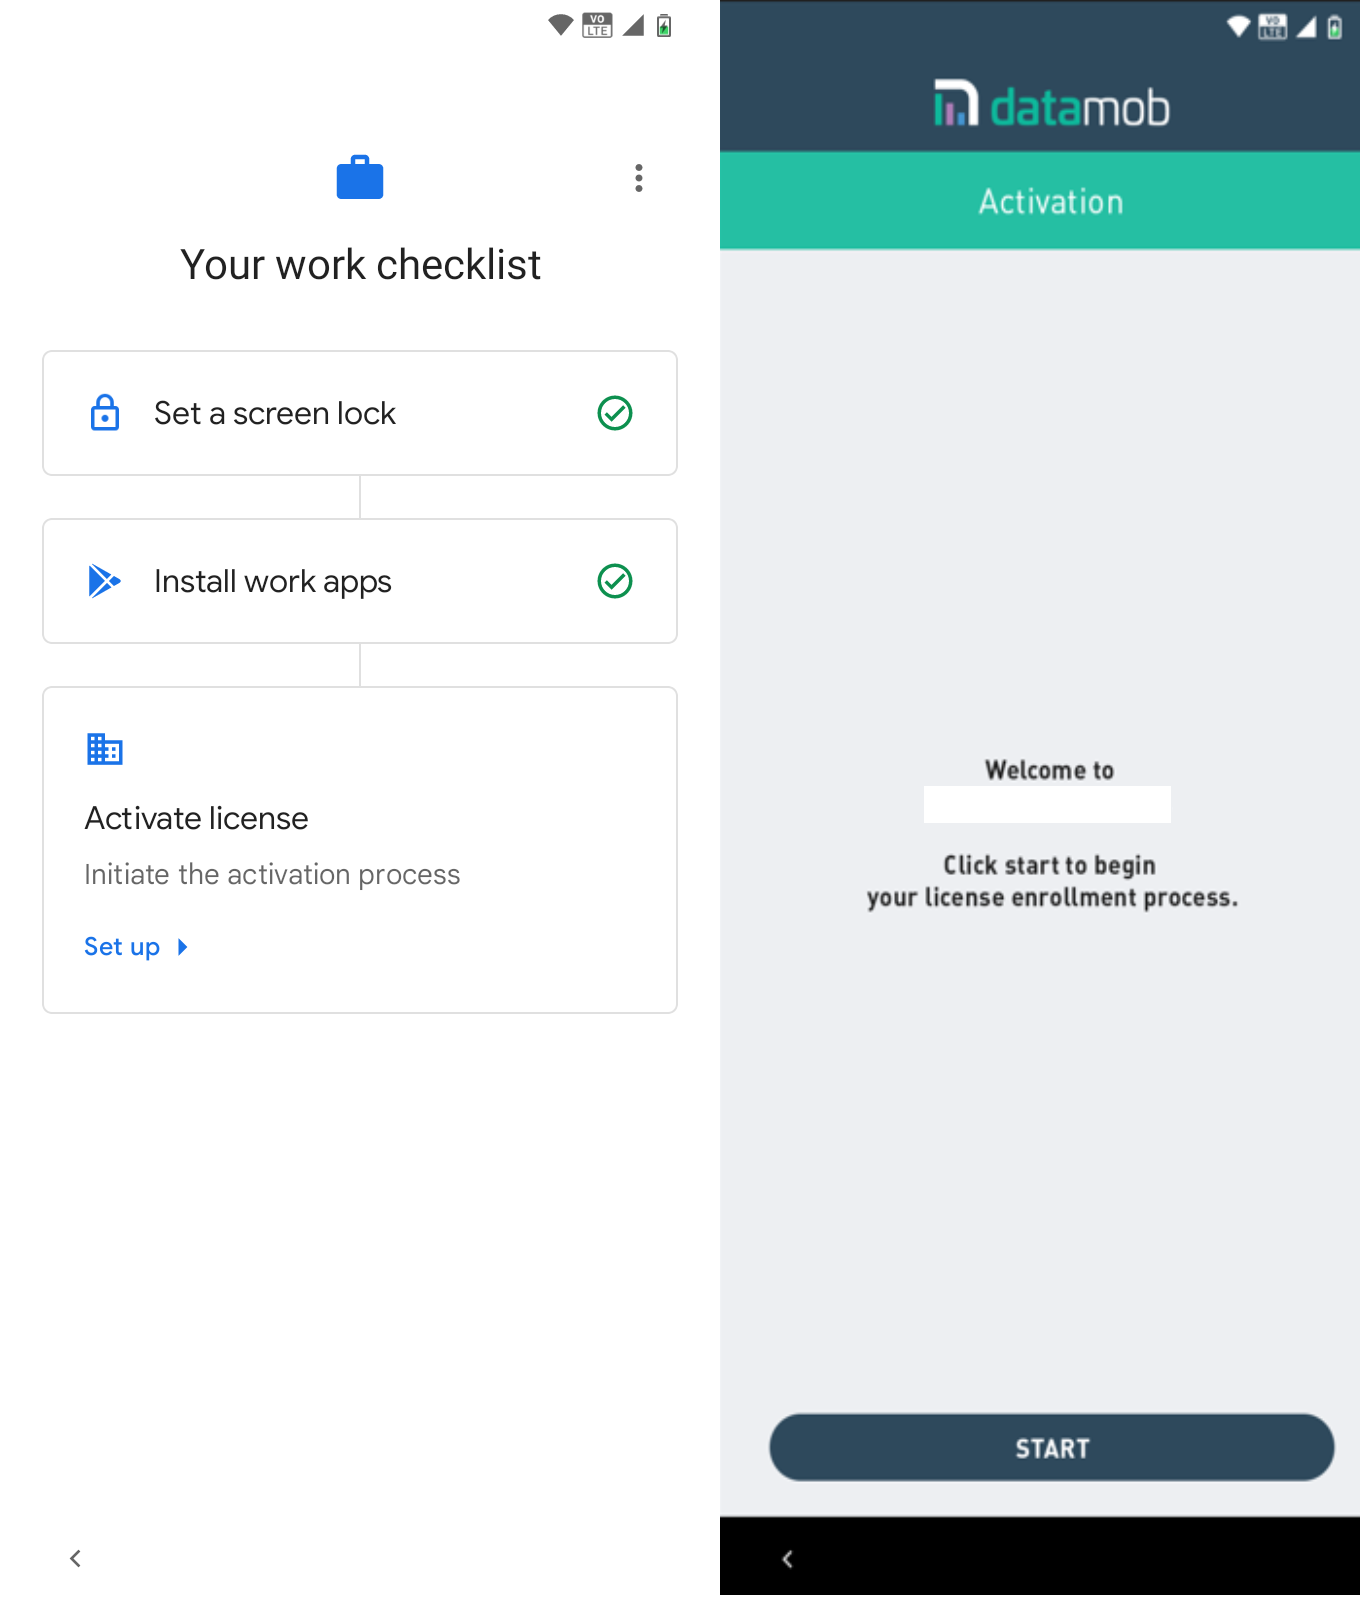 VO
LTE
Your work checklist
Set a screen lock
Install work apps
Activate license
Initiate the activation process
Set up
VO
LTE
datamob
Activation
Welcome to
Click start to begin
your license enrollment process.
START